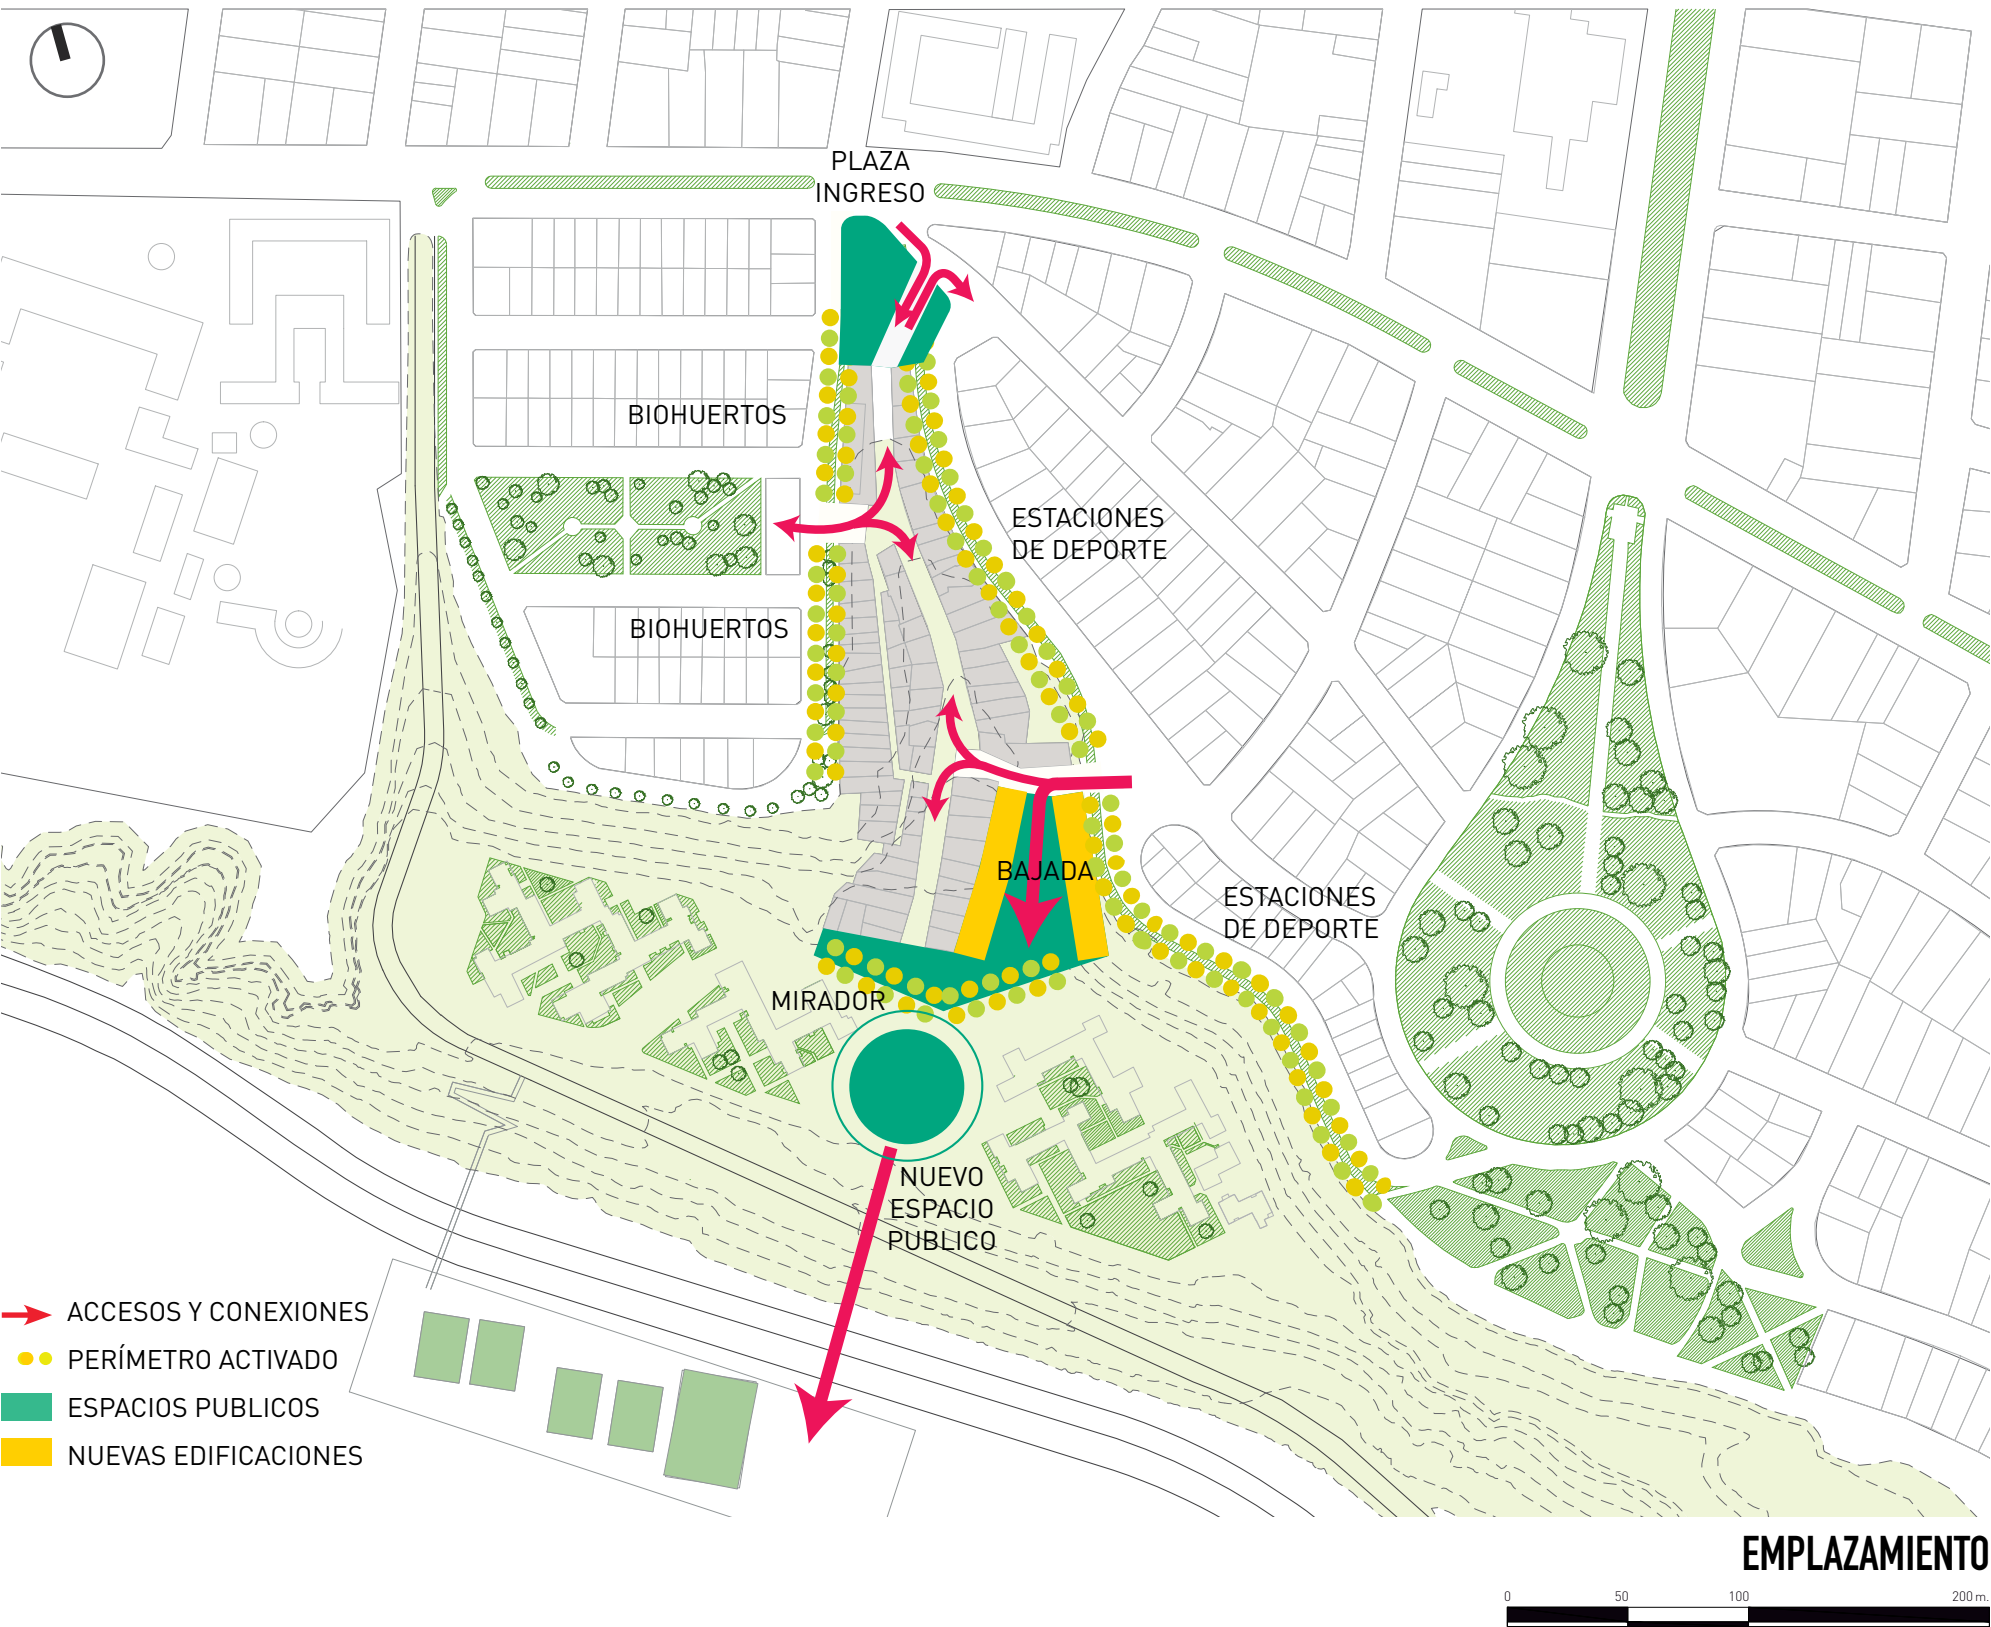 PLAZA
INGRESO
BIOHUERTOS
ESTACIONES
DE DEPORTE
BIOHUERTOS
BAJADA
ESTACIONES
DE DEPORTE
MIRADOR
NUEVO
ESPACIO
PUBLICO
ACCESOS Y CONEXIONES
PERÍMETRO ACTIVADO
ESPACIOS PUBLICOS
NUEVAS EDIFICACIONES
EMPLAZAMIENTO
0 50 100 200 m.